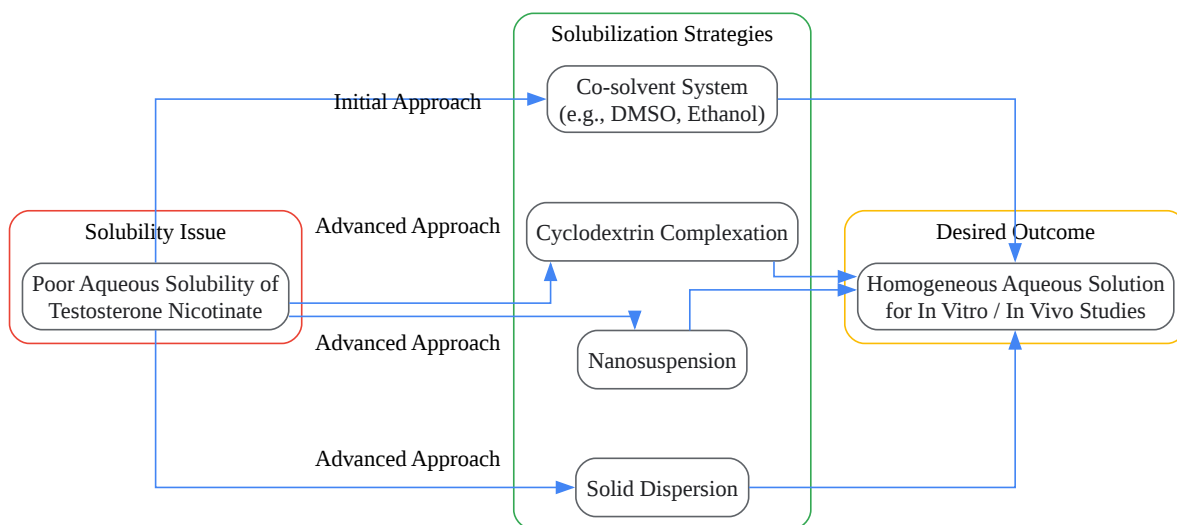 Solubilization Strategies
Co-solvent System
(e.g., DMSO, Ethanol)
Initial Approach
Advanced Approach
Cyclodextrin Complexation
Solubility Issue
Poor Aqueous Solubility of
Testosterone Nicotinate
Desired Outcome
Homogeneous Aqueous Solution
for In Vitro / In Vivo Studies
Advanced Approach
Nanosuspension
Advanced Approach
Solid Dispersion